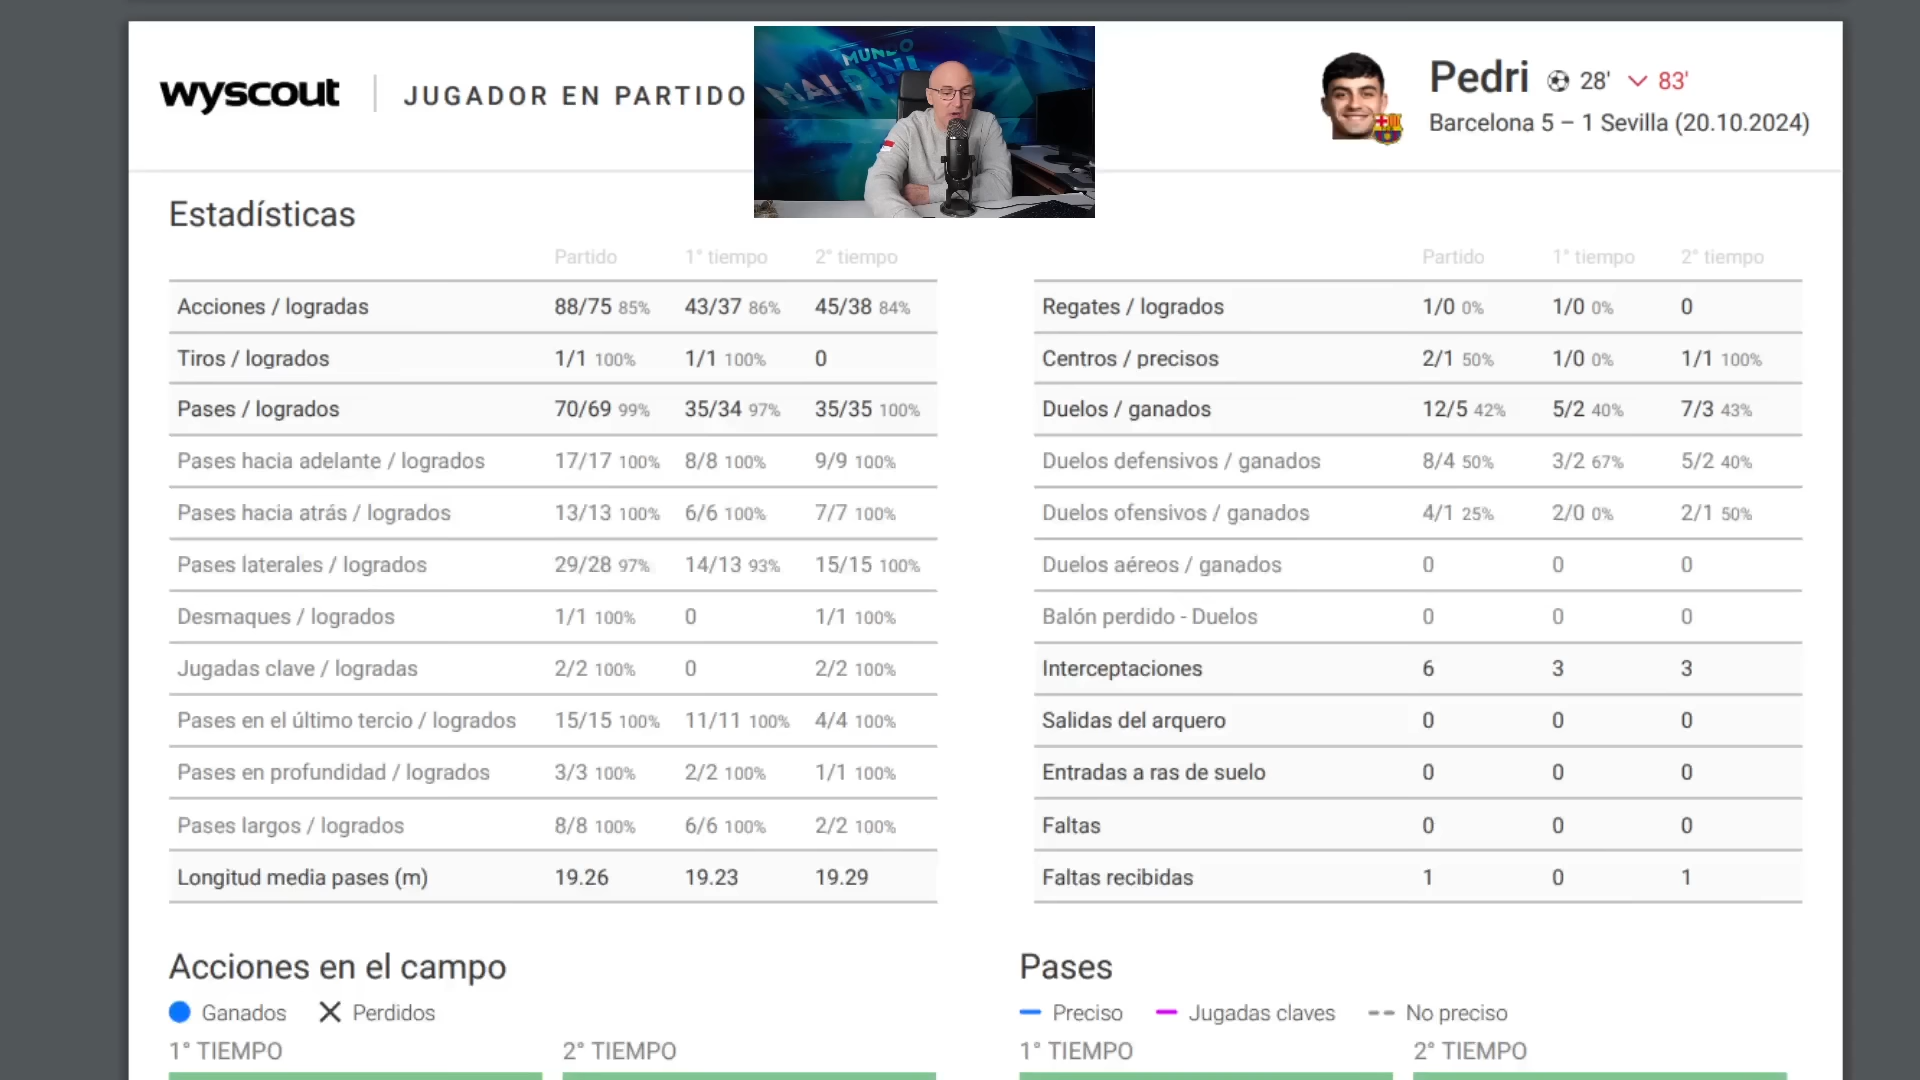 wyscout | JUGADOR EN PARTIDO
MUNDO
MALDINI
Pedri 28' 83'
Barcelona 5 – 1 Sevilla (20.10.2024)
Estadísticas
Partido 1° tiempo 2° tiempo
Acciones / logradas 88/75 85% 43/37 86% 45/38 84%
Tiros / logrados 1/1 100% 1/1 100% 0
Pases / logrados 70/69 99% 35/34 97% 35/35 100%
Pases hacia adelante / logrados 17/17 100% 8/8 100% 9/9 100%
Pases hacia atrás / logrados 13/13 100% 6/6 100% 7/7 100%
Pases laterales / logrados 29/28 97% 14/13 93% 15/15 100%
Desmaques / logrados 1/1 100% 0 1/1 100%
Jugadas clave / logradas 2/2 100% 0 2/2 100%
Pases en el último tercio / logrados 15/15 100% 11/11 100% 4/4 100%
Pases en profundidad / logrados 3/3 100% 2/2 100% 1/1 100%
Pases largos / logrados 8/8 100% 6/6 100% 2/2 100%
Longitud media pases (m) 19.26 19.23 19.29
Partido 1° tiempo 2° tiempo
Regates / logrados 1/0 0% 1/0 0% 0
Centros / precisos 2/1 50% 1/0 0% 1/1 100%
Duelos / ganados 12/5 42% 5/2 40% 7/3 43%
Duelos defensivos / ganados 8/4 50% 3/2 67% 5/2 40%
Duelos ofensivos / ganados 4/1 25% 2/0 0% 2/1 50%
Duelos aéreos / ganados 0 0 0
Balón perdido - Duelos 0 0 0
Interceptaciones 6 3 3
Salidas del arquero 0 0 0
Entradas a ras de suelo 0 0 0
Faltas 0 0 0
Faltas recibidas 1 0 1
Acciones en el campo
Ganados Perdidos
1° TIEMPO 2° TIEMPO
Pases
Preciso Jugadas claves No preciso
1° TIEMPO 2° TIEMPO